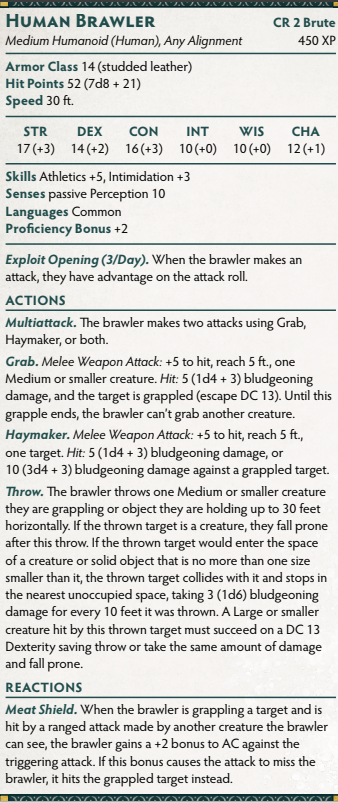 HUMAN BRAWLER CR 2 BRUTE
Medium Humanoid (Human), Any Alignment 450 XP
Armor Class 14 (studded leather)
Hit Points 52 (7d8 + 21)
Speed 30 ft.
STR DEX CON INT WIS CHA
17 (+3) 14 (+2) 16 (+3) 10 (+0) 10 (+0) 12 (+1)
Skills Athletics +5, Intimidation +3
Senses passive Perception 10
Languages Common
Proficiency Bonus +2
Exploit Opening (3/Day). When the brawler makes an
attack, they have advantage on the attack roll.
ACTIONS
Multiattack. The brawler makes two attacks using Grab,
Haymaker, or both.
Grab. Melee Weapon Attack: +5 to hit, reach 5 ft., one
Medium or smaller creature. Hit: 5 (1d4 + 3) bludgeoning
damage, and the target is grappled (escape DC 13). Until this
grapple ends, the brawler can't grab another creature.
Haymaker. Melee Weapon Attack: +5 to hit, reach 5 ft.,
one target. Hit: 5 (1d4 + 3) bludgeoning damage, or
10 (3d4 + 3) bludgeoning damage against a grappled target.
Throw. The brawler throws one Medium or smaller creature
they are grappling or object they are holding up to 30 feet
horizontally. If the thrown target is a creature, they fall prone
after this throw. If the thrown target would enter the space
of a creature or solid object that is no more than one size
smaller than it, the thrown target collides with it and stops in
the nearest unoccupied space, taking 3 (1d6) bludgeoning
damage for every 10 feet it was thrown. A Large or smaller
creature hit by this thrown target must succeed on a DC 13
Dexterity saving throw or take the same amount of damage
and fall prone.
REACTIONS
Meat Shield. When the brawler is grappling a target and is
hit by a ranged attack made by another creature the brawler
can see, the brawler gains a +2 bonus to AC against the
triggering attack. If this bonus causes the attack to miss the
brawler, it hits the grappled target instead.